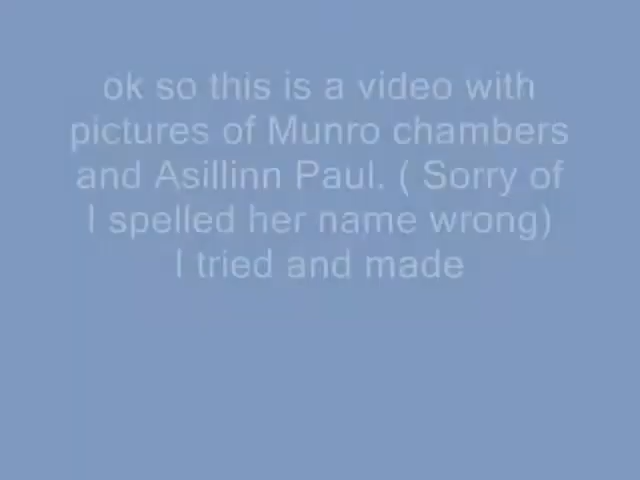 ok so this is a video with
pictures of Munro chambers
and Asillinn Paul. ( Sorry of
I spelled her name wrong)
I tried and made